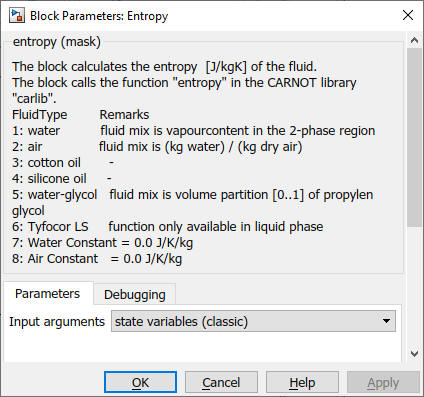 Block Parameters: Entropy
entropy (mask)
The block calculates the entropy [J/kgK] of the fluid.
The block calls the function "entropy" in the CARNOT library
"carlib".
FluidType Remarks
1: water fluid mix is vapourcontent in the 2-phase region
2: air fluid mix is (kg water) / (kg dry air)
3: cotton oil -
4: silicone oil -
5: water-glycol fluid mix is volume partition [0..1] of propylen
glycol
6: Tyfocor LS function only available in liquid phase
7: Water Constant = 0.0 J/K/kg
8: Air Constant = 0.0 J/K/kg
Parameters Debugging
Input arguments state variables (classic)
OK Cancel Help Apply